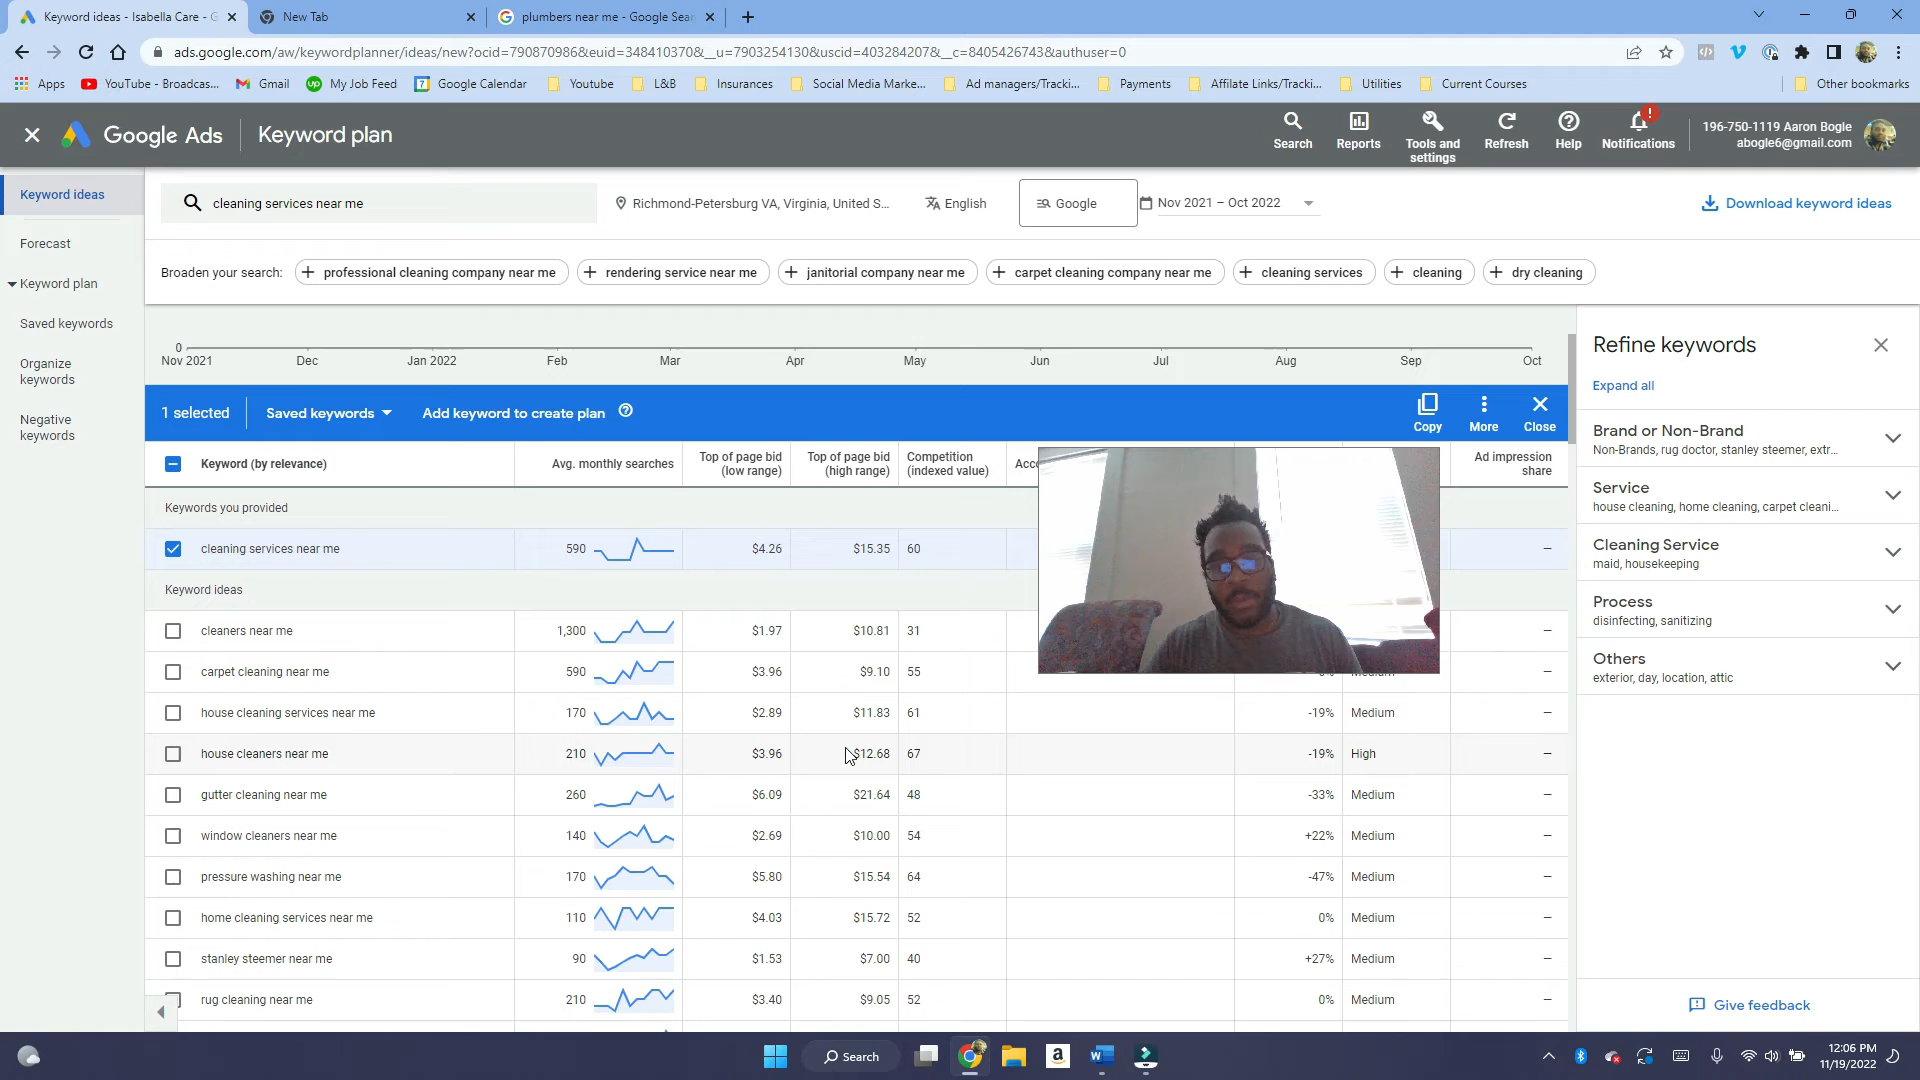 Keyword ideas - Isabella Care - G
New Tab
plumbers near me - Google Sear
ads.google.com/aw/keywordplanner/ideas/new?ocid=790870986&euid=348410370&__u=7903254130&uscid=403284207&__c=8405426743&authuser=0
Apps YouTube - Broadcas... Gmail My Job Feed Google Calendar Youtube L&B Insurances Social Media Marke... Ad managers/Tracki... Payments Affilate Links/Tracki... Utilities Current Courses Other bookmarks
Google Ads Keyword plan
Search Reports Tools and settings Refresh Help Notifications
196-750-1119 Aaron Bogle
abogle6@gmail.com
Keyword ideas
Forecast
Keyword plan
Saved keywords
Organize
keywords
Negative
keywords
cleaning services near me
Richmond-Petersburg VA, Virginia, United S...
English
Google
Nov 2021 – Oct 2022
Download keyword ideas
Broaden your search: professional cleaning company near me rendering service near me janitorial company near me carpet cleaning company near me cleaning services cleaning dry cleaning
0
Nov 2021 Dec Jan 2022 Feb Mar Apr May Jun Jul Aug Sep Oct
1 selected Saved keywords Add keyword to create plan Copy More Close
Keyword (by relevance) Avg. monthly searches Top of page bid (low range) Top of page bid (high range) Competition (indexed value) Ad impression share
Keywords you provided
cleaning services near me 590 $4.26 $15.35 60 –
Keyword ideas
cleaners near me 1,300 $1.97 $10.81 31 –
carpet cleaning near me 590 $3.96 $9.10 55 –
house cleaning services near me 170 $2.89 $11.83 61 -19% Medium –
house cleaners near me 210 $3.96 $12.68 67 -19% High –
gutter cleaning near me 260 $6.09 $21.64 48 -33% Medium –
window cleaners near me 140 $2.69 $10.00 54 +22% Medium –
pressure washing near me 170 $5.80 $15.54 64 -47% Medium –
home cleaning services near me 110 $4.03 $15.72 52 0% Medium –
stanley steemer near me 90 $1.53 $7.00 40 +27% Medium –
rug cleaning near me 210 $3.40 $9.05 52 0% Medium –
Refine keywords
Expand all
Brand or Non-Brand
Non-Brands, rug doctor, stanley steemer, extr...
Service
house cleaning, home cleaning, carpet cleani...
Cleaning Service
maid, housekeeping
Process
disinfecting, sanitizing
Others
exterior, day, location, attic
Give feedback
Search
12:06 PM
11/19/2022